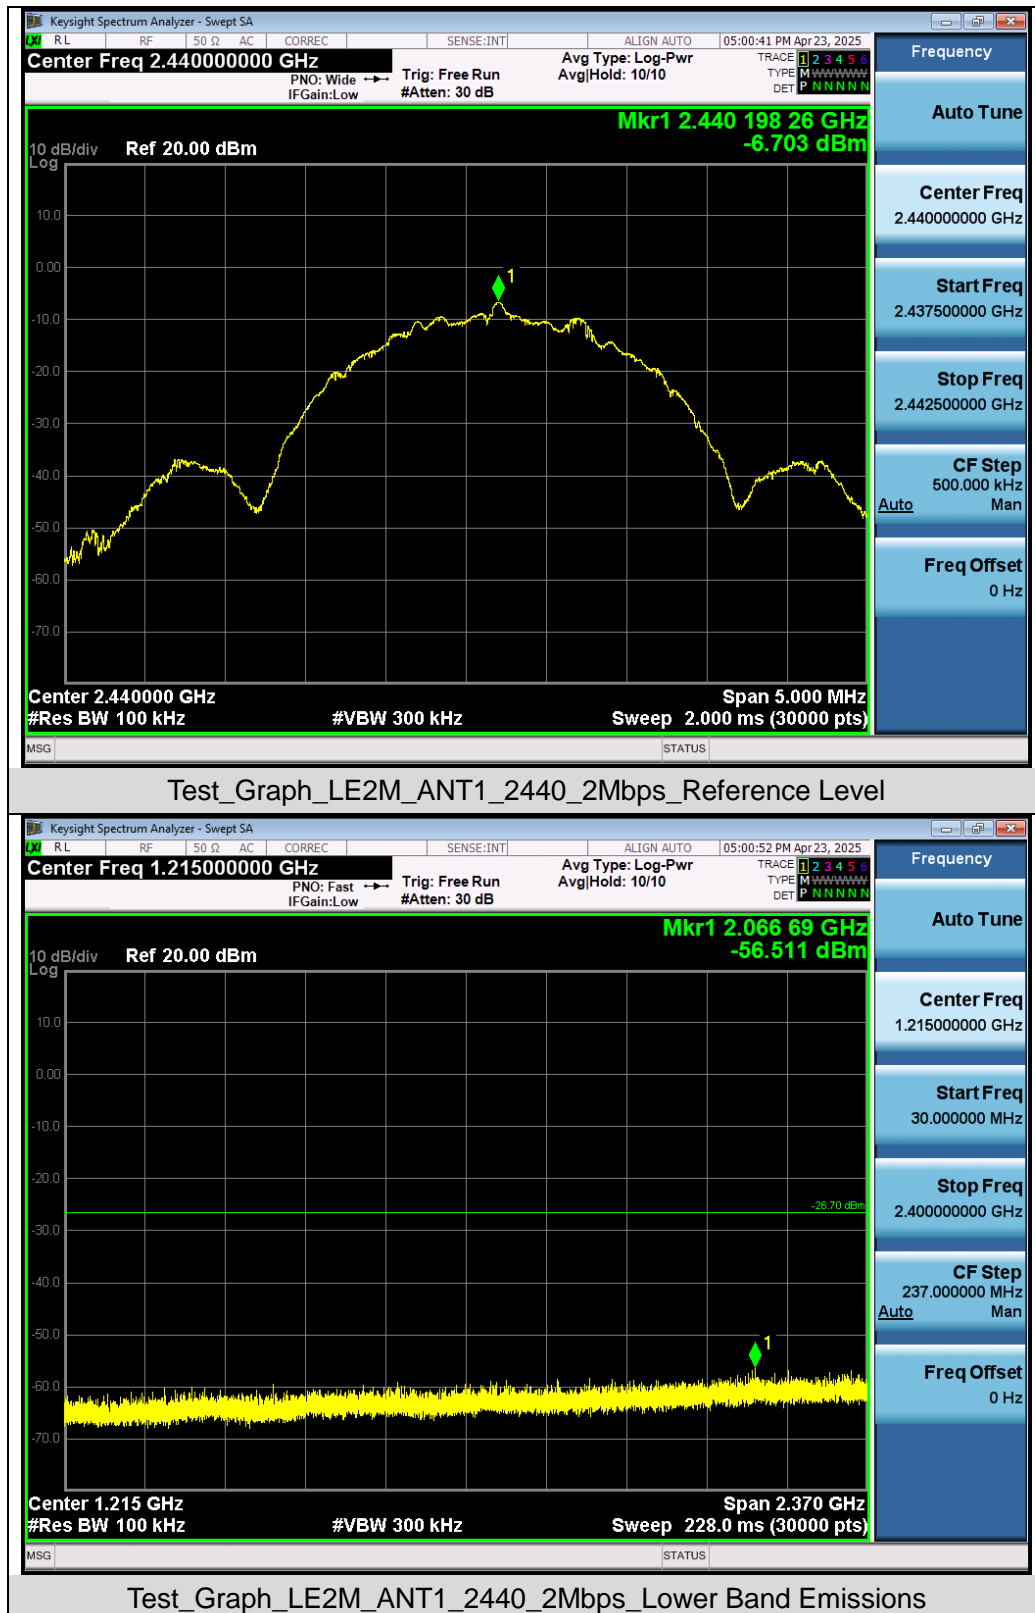 Keysight Spectrum Analyzer - Swept SA
LXI RL RF 50 Ω AC CORREC SENSE:INT ALIGN AUTO 05:00:41 PM Apr 23, 2025
Center Freq 2.440000000 GHz
PNO: Wide
IFGain:Low
Trig: Free Run
#Atten: 30 dB
Avg Type: Log-Pwr
Avg|Hold: 10/10
TRACE 1 2 3 4 5 6
TYPE M W W W W W
DET P N N N N N
Mkr1 2.440 198 26 GHz
-6.703 dBm
10 dB/div Ref 20.00 dBm
Log
10.0
0.00
-10.0
-20.0
-30.0
-40.0
-50.0
-60.0
-70.0
1
Center 2.440000 GHz Span 5.000 MHz
#Res BW 100 kHz #VBW 300 kHz Sweep 2.000 ms (30000 pts)
MSG STATUS
Frequency
Auto Tune
Center Freq
2.440000000 GHz
Start Freq
2.437500000 GHz
Stop Freq
2.442500000 GHz
CF Step
500.000 kHz
Auto Man
Freq Offset
0 Hz
Test_Graph_LE2M_ANT1_2440_2Mbps_Reference Level
Keysight Spectrum Analyzer - Swept SA
LXI RL RF 50 Ω AC CORREC SENSE:INT ALIGN AUTO 05:00:52 PM Apr 23, 2025
Center Freq 1.215000000 GHz
PNO: Fast
IFGain:Low
Trig: Free Run
#Atten: 30 dB
Avg Type: Log-Pwr
Avg|Hold: 10/10
TRACE 1 2 3 4 5 6
TYPE M W W W W W
DET P N N N N N
Mkr1 2.066 69 GHz
-56.511 dBm
10 dB/div Ref 20.00 dBm
Log
10.0
0.00
-10.0
-20.0
-26.70 dBm
-30.0
-40.0
-50.0
-60.0
-70.0
1
Center 1.215 GHz Span 2.370 GHz
#Res BW 100 kHz #VBW 300 kHz Sweep 228.0 ms (30000 pts)
MSG STATUS
Frequency
Auto Tune
Center Freq
1.215000000 GHz
Start Freq
30.000000 MHz
Stop Freq
2.400000000 GHz
CF Step
237.000000 MHz
Auto Man
Freq Offset
0 Hz
Test_Graph_LE2M_ANT1_2440_2Mbps_Lower Band Emissions